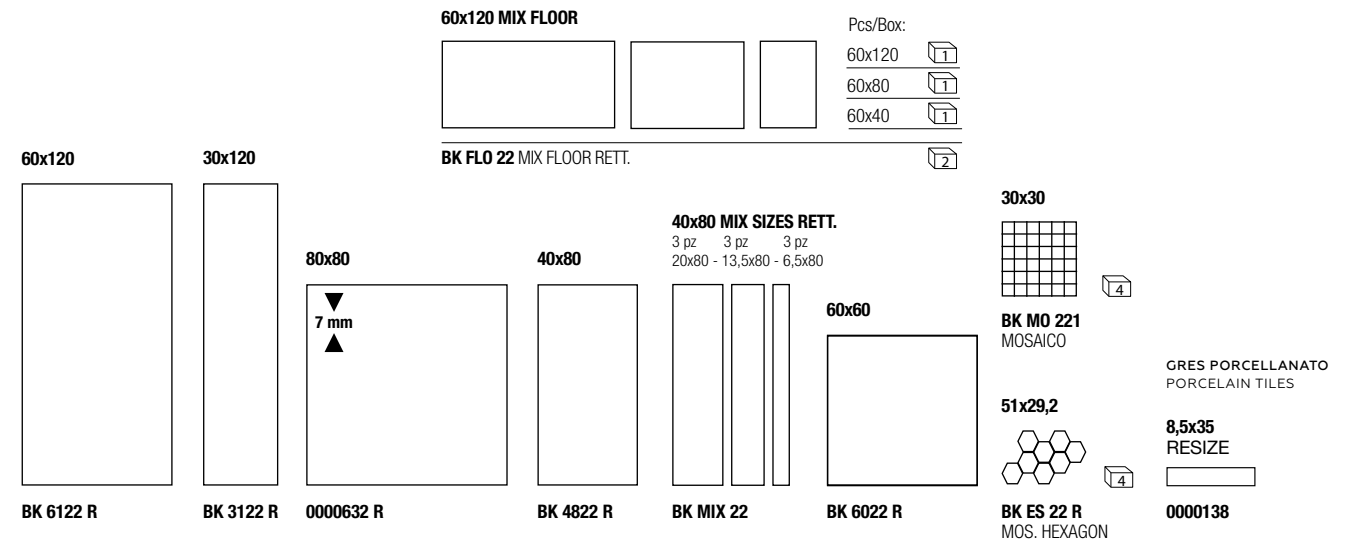 60x120 MIX FLOOR
Pcs/Box:
60x120 1
60x80 1
60x40 1
BK FLO 22 MIX FLOOR RETT. 2
60x120
BK 6122 R
30x120
BK 3122 R
80x80
7 mm
0000632 R
40x80
BK 4822 R
40x80 MIX SIZES RETT.
3 pz 3 pz 3 pz
20x80 - 13,5x80 - 6,5x80
BK MIX 22
60x60
BK 6022 R
30x30
4
BK MO 221
MOSAICO
51x29,2
4
BK ES 22 R
MOS. HEXAGON
GRES PORCELLANATO
PORCELAIN TILES
8,5x35
RESIZE
0000138